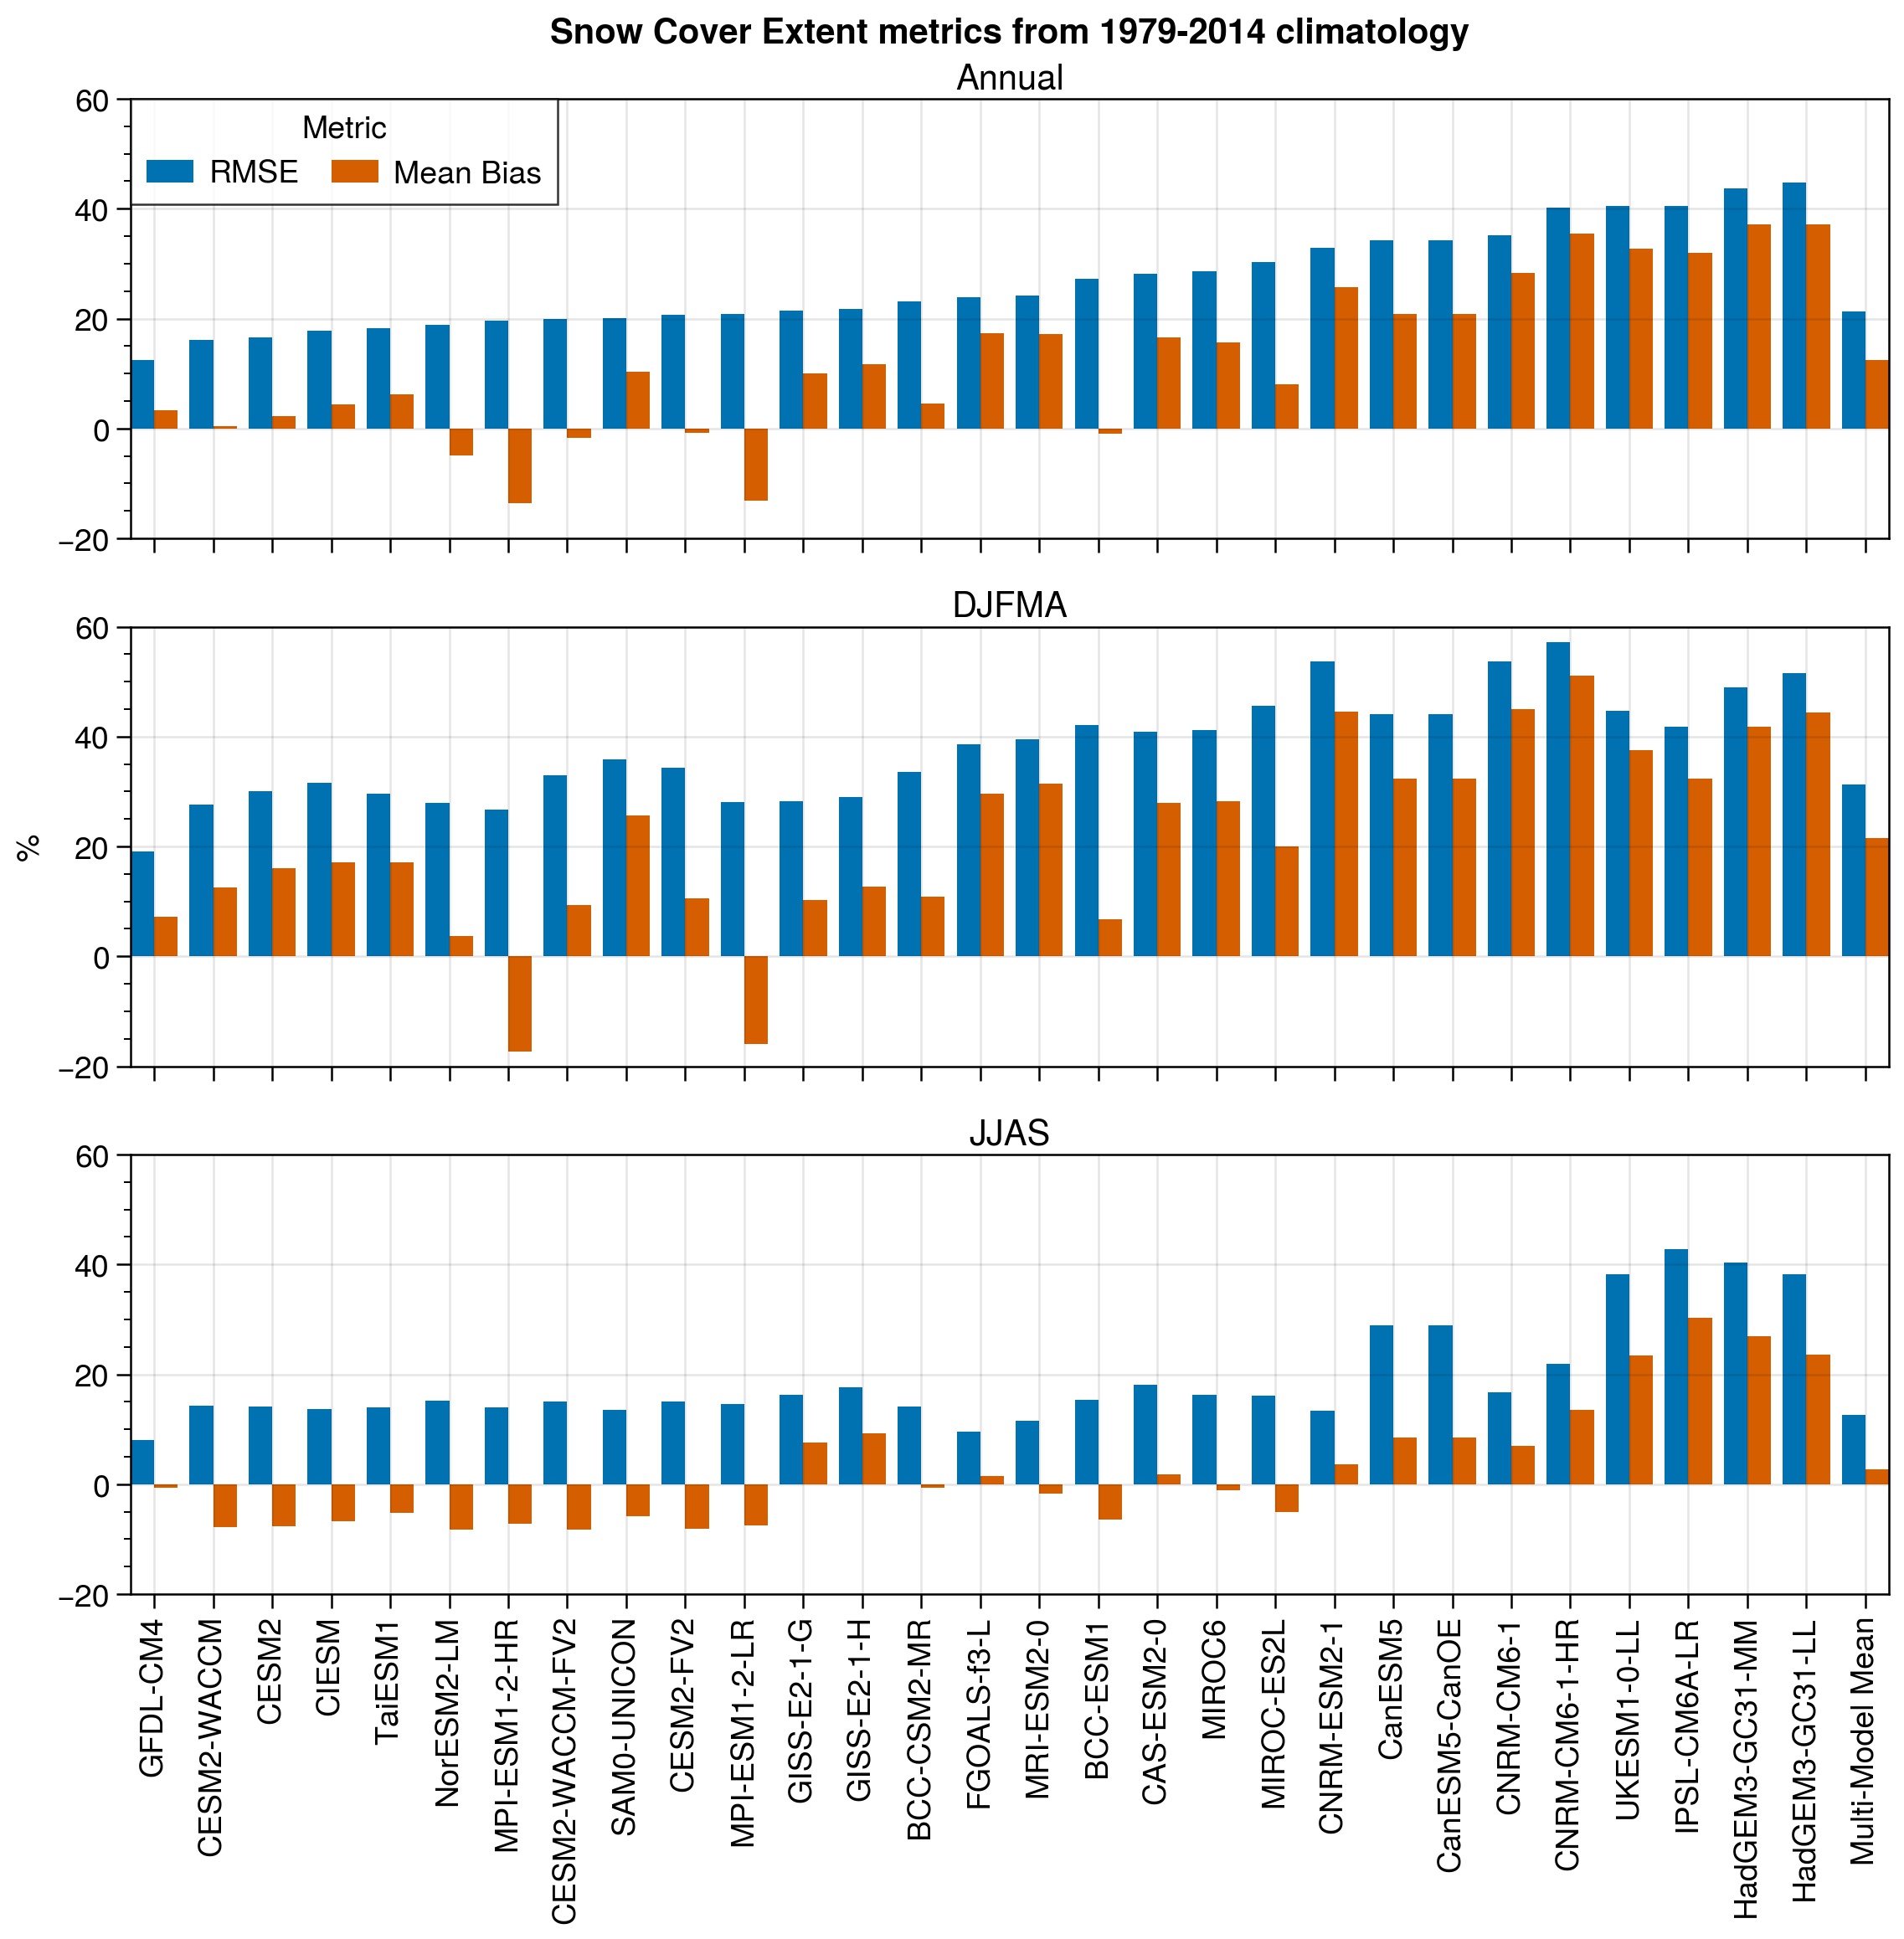 Snow Cover Extent metrics from 1979-2014 climatology
Annual
60
40
20
0
−20
Metric
RMSE Mean Bias
DJFMA
60
40
20
0
−20
%
JJAS
60
40
20
0
−20
GFDL-CM4
CESM2-WACCM
CESM2
CIESM
TaiESM1
NorESM2-LM
MPI-ESM1-2-HR
CESM2-WACCM-FV2
SAM0-UNICON
CESM2-FV2
MPI-ESM1-2-LR
GISS-E2-1-G
GISS-E2-1-H
BCC-CSM2-MR
FGOALS-f3-L
MRI-ESM2-0
BCC-ESM1
CAS-ESM2-0
MIROC6
MIROC-ES2L
CNRM-ESM2-1
CanESM5
CanESM5-CanOE
CNRM-CM6-1
CNRM-CM6-1-HR
UKESM1-0-LL
IPSL-CM6A-LR
HadGEM3-GC31-MM
HadGEM3-GC31-LL
Multi-Model Mean